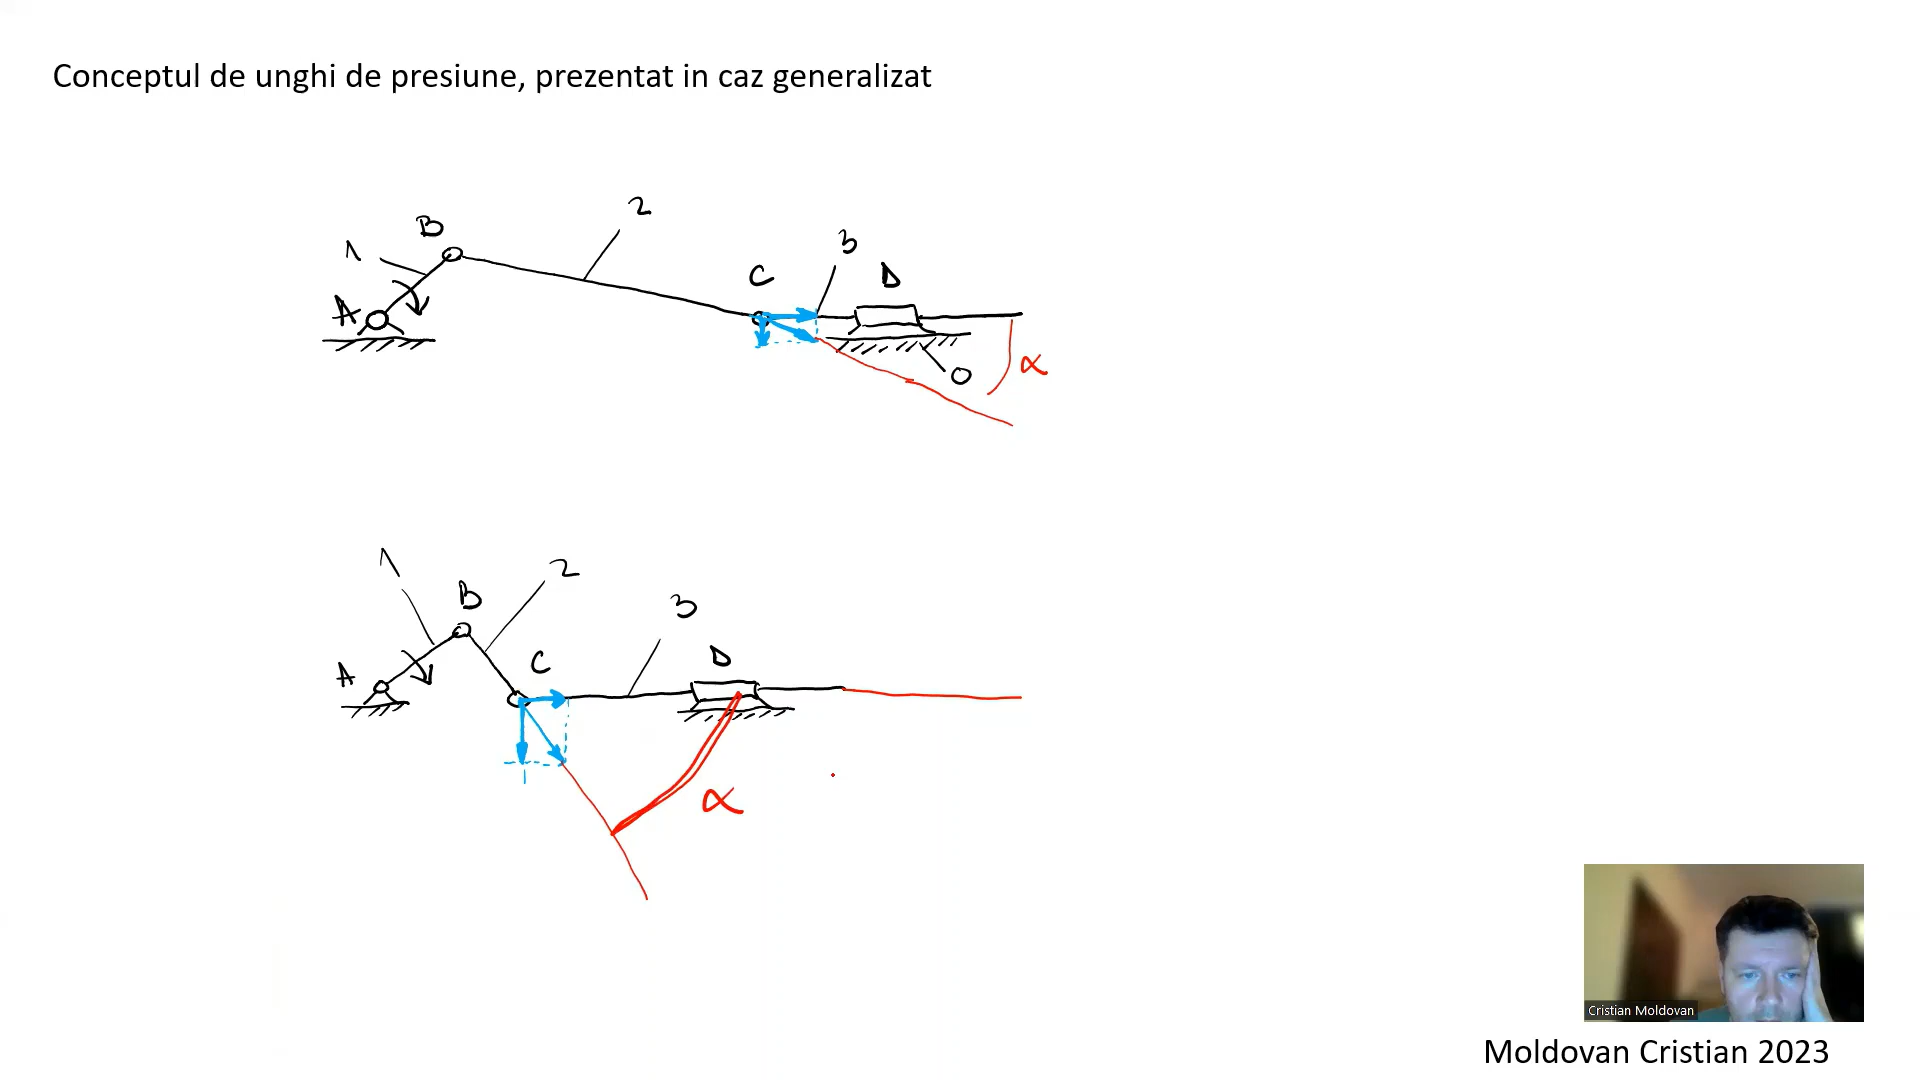 Conceptul de unghi de presiune, prezentat in caz generalizat
2
B
1
3
C
D
A
α
0
1
2
B
3
C
D
A
α
Cristian Moldovan
Moldovan Cristian 2023